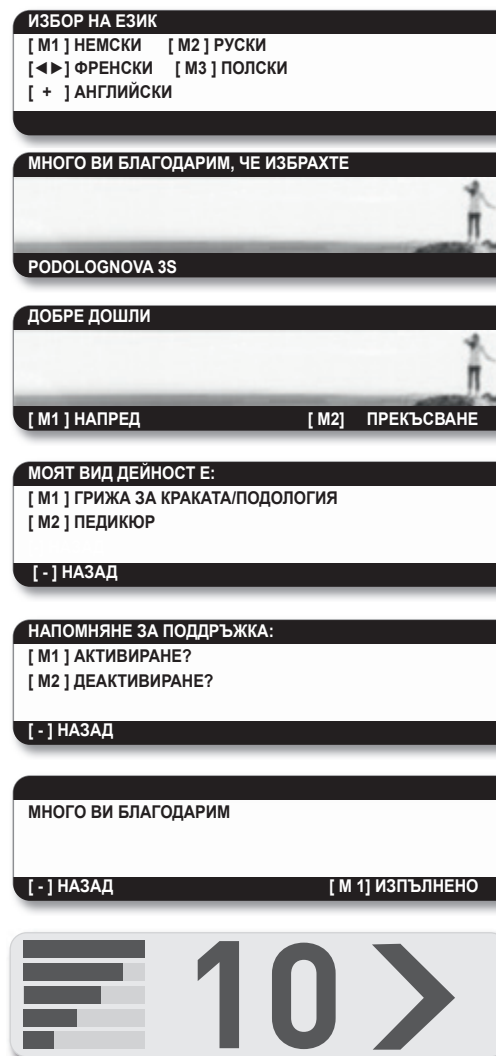 ИЗБОР НА ЕЗИК
[ M1 ] НЕМСКИ [ M2 ] РУСКИ
[◄►] ФРЕНСКИ [ M3 ] ПОЛСКИ
[ + ] АНГЛИЙСКИ
МНОГО ВИ БЛАГОДАРИМ, ЧЕ ИЗБРАХТЕ
PODOLOGNOVA 3S
ДОБРЕ ДОШЛИ
[ M1 ] НАПРЕД [ M2] ПРЕКЪСВАНЕ
МОЯТ ВИД ДЕЙНОСТ Е:
[ M1 ] ГРИЖА ЗА КРАКАТА/ПОДОЛОГИЯ
[ M2 ] ПЕДИКЮР
[ - ] НАЗАД
НАПОМНЯНЕ ЗА ПОДДРЪЖКА:
[ M1 ] АКТИВИРАНЕ?
[ M2 ] ДЕАКТИВИРАНЕ?
[ - ] НАЗАД
МНОГО ВИ БЛАГОДАРИМ
[ - ] НАЗАД [ M 1] ИЗПЪЛНЕНО
10 >